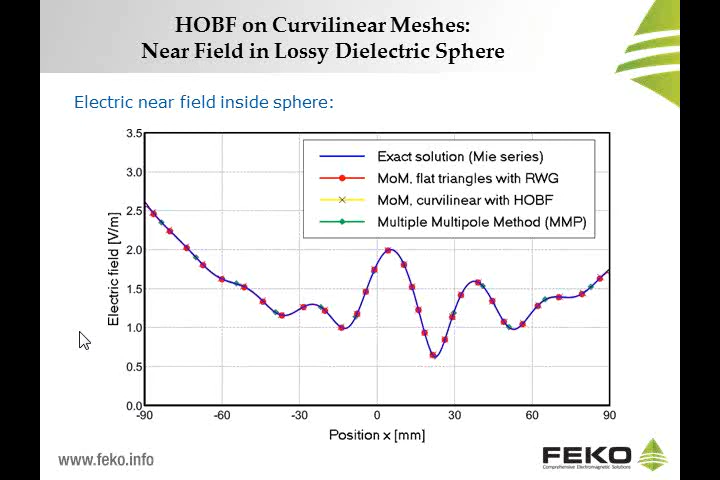 HOBF on Curvilinear Meshes:
Near Field in Lossy Dielectric Sphere
Electric near field inside sphere:
3.5
3.0
2.5
2.0
1.5
1.0
0.5
0.0
Electric field [V/m]
Exact solution (Mie series)
MoM, flat triangles with RWG
MoM, curvilinear with HOBF
Multiple Multipole Method (MMP)
-90 -60 -30 0 30 60 90
Position x [mm]
www.feko.info
FEKO
Comprehensive Electromagnetic Solutions